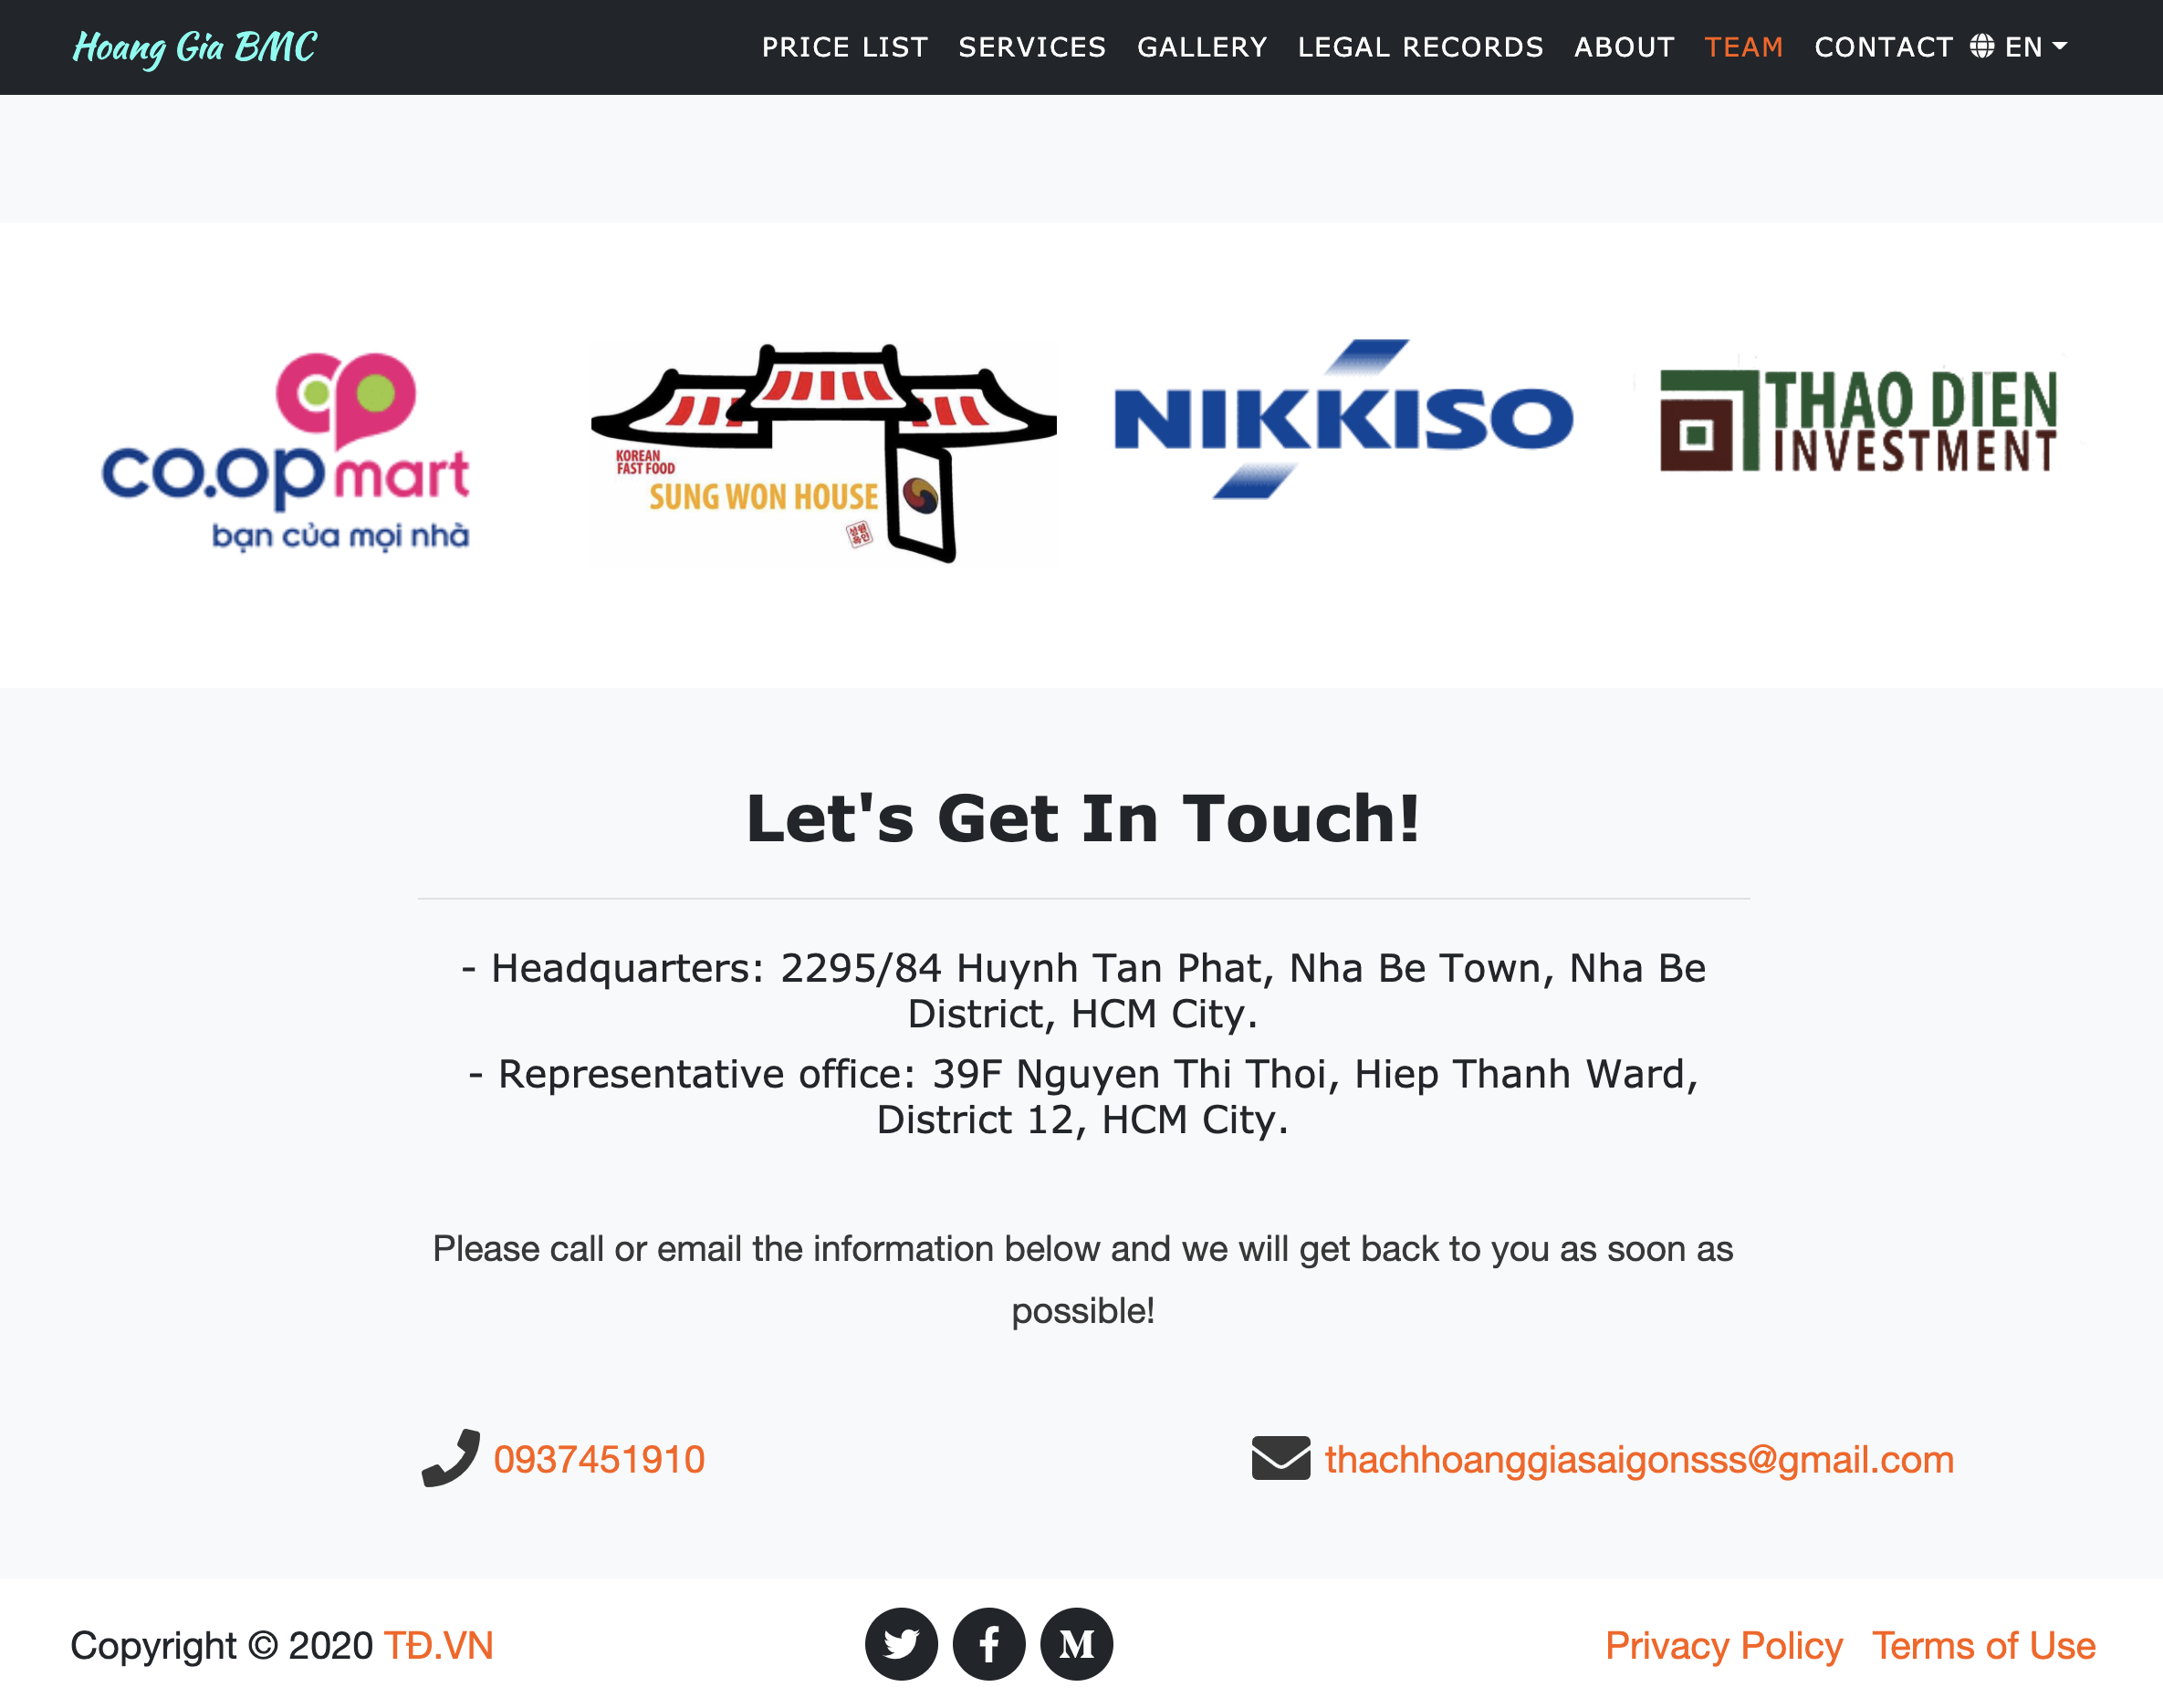 Hoang Gia BMC
PRICE LIST SERVICES GALLERY LEGAL RECORDS ABOUT TEAM CONTACT EN
co.op mart
bạn của mọi nhà
KOREAN
FAST FOOD
SUNG WON HOUSE
성원
옥인
NIKKISO
THAO DIEN
INVESTMENT
Let's Get In Touch!
- Headquarters: 2295/84 Huynh Tan Phat, Nha Be Town, Nha Be
District, HCM City.
- Representative office: 39F Nguyen Thi Thoi, Hiep Thanh Ward,
District 12, HCM City.
Please call or email the information below and we will get back to you as soon as
possible!
0937451910
thachhoanggiasaigonsss@gmail.com
Copyright © 2020 TĐ.VN
Privacy Policy Terms of Use